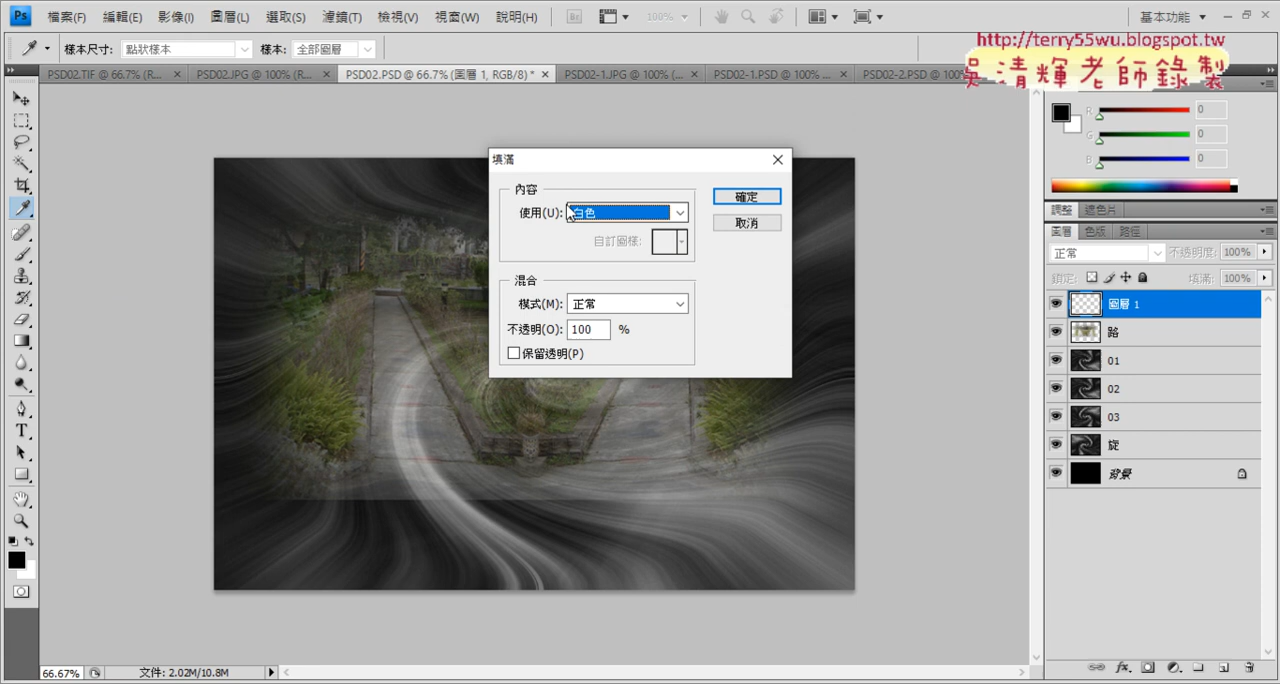 Ps 檔案(F) 編輯(E) 影像(I) 圖層(L) 選取(S) 濾鏡(T) 檢視(V) 視窗(W) 說明(H) Br 100% 基本功能
http://terry55wu.blogspot.tw
吳清輝老師錄製
樣本尺寸: 點狀樣本 樣本: 全部圖層
PSD02.TIF @ 66.7% (R... × PSD02.JPG @ 100% (R... × PSD02.PSD @ 66.7% (圖層 1, RGB/8) * × PSD02-1.JPG @ 100% (... × PSD02-1.PSD @ 100% ... × PSD02-2.PSD @ 100%
R 0
G 0
B 0
填滿
內容
使用(U): 白色
自訂圖樣:
確定
取消
混合
模式(M): 正常
不透明(O): 100 %
保留透明(P)
調整 遮色片
圖層 色版 路徑
正常 不透明度: 100%
鎖定: 填滿: 100%
圖層 1
路
01
02
03
旋
背景
T
66.67% 文件: 2.02M/10.8M
fx